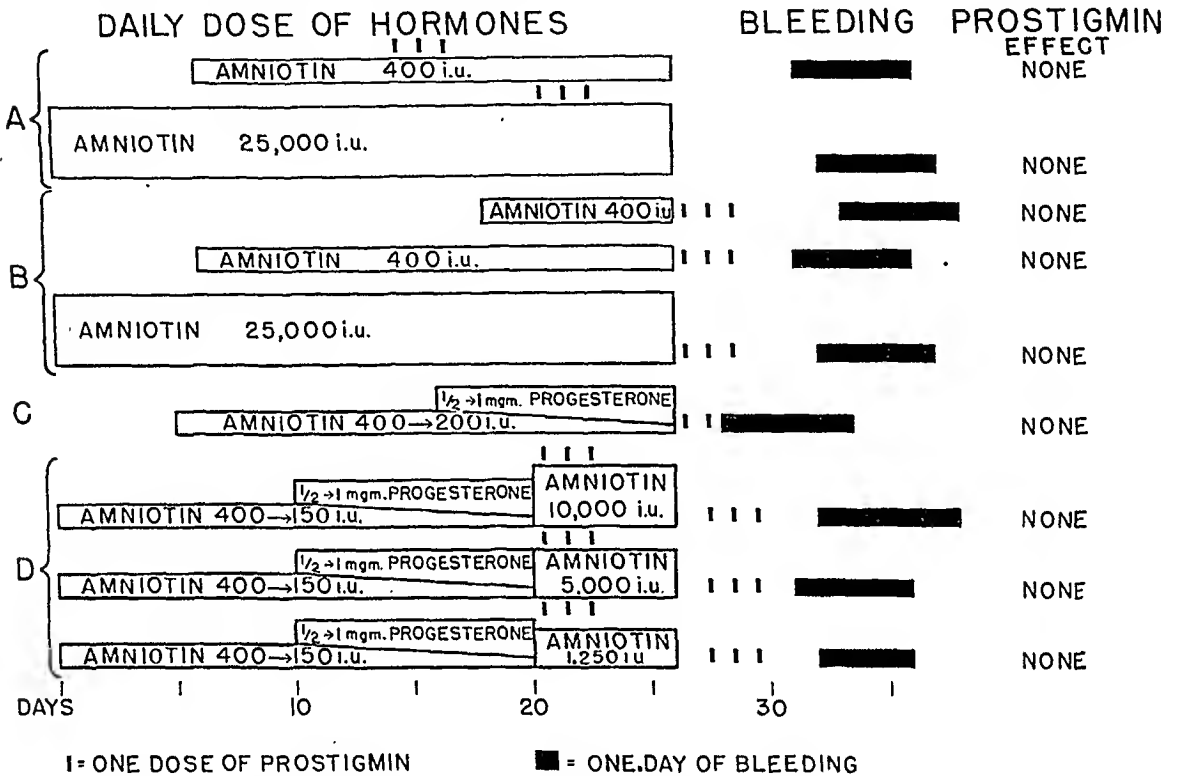 DAILY DOSE OF HORMONES BLEEDING PROSTIGMIN
EFFECT
A
AMNIOTIN 400 i.u. NONE
AMNIOTIN 25,000 i.u.
NONE
B
AMNIOTIN 400 iu NONE
AMNIOTIN 400 i.u. NONE
AMNIOTIN 25,000 i.u.
NONE
C
1/2→1 mgm. PROGESTERONE
AMNIOTIN 400→200 i.u. NONE
D
1/2→1 mgm. PROGESTERONE AMNIOTIN
10,000 i.u.
AMNIOTIN 400→150 i.u. NONE
1/2→1 mgm. PROGESTERONE AMNIOTIN
AMNIOTIN 400→150 i.u. 5.000 i.u. NONE
1/2→1 mgm. PROGESTERONE AMNIOTIN
AMNIOTIN 400→150 i.u. 1.250 i u NONE
DAYS 1 10 20 30
I = ONE DOSE OF PROSTIGMIN = ONE.DAY OF BLEEDING